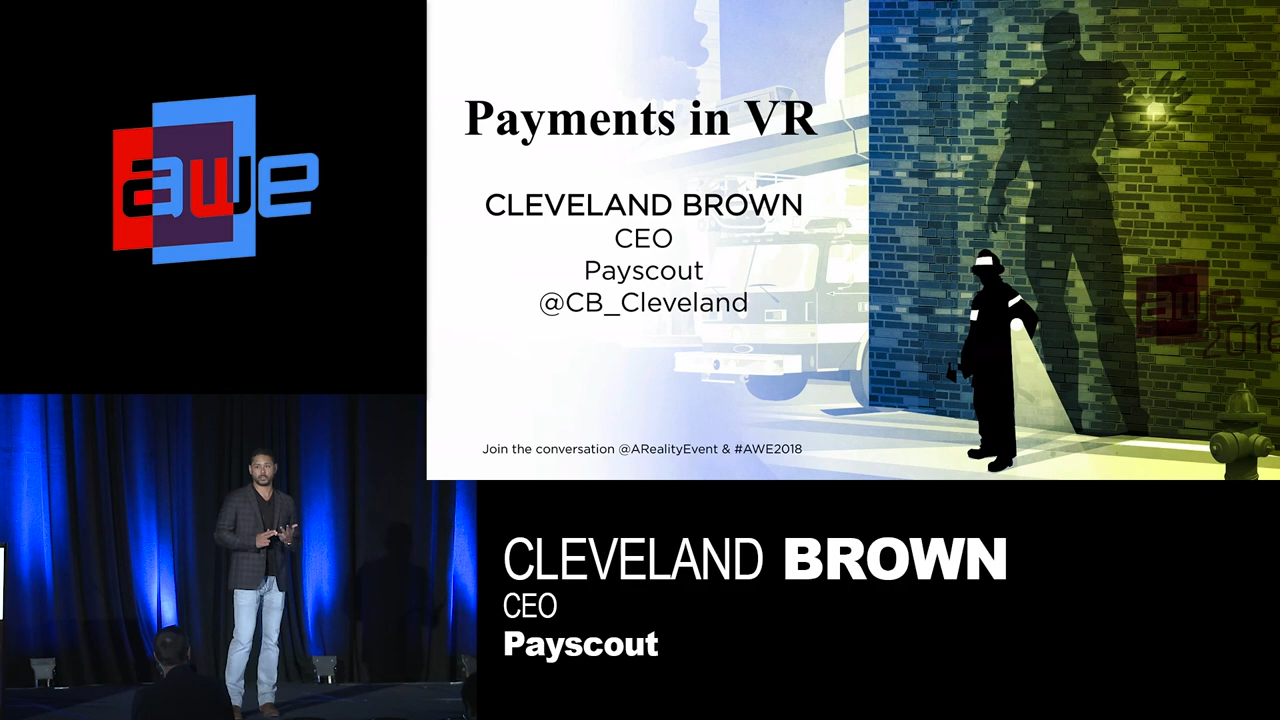 awe
Payments in VR
CLEVELAND BROWN
CEO
Payscout
@CB_Cleveland
awe
2018
Join the conversation @ARealityEvent & #AWE2018
CLEVELAND BROWN
CEO
Payscout